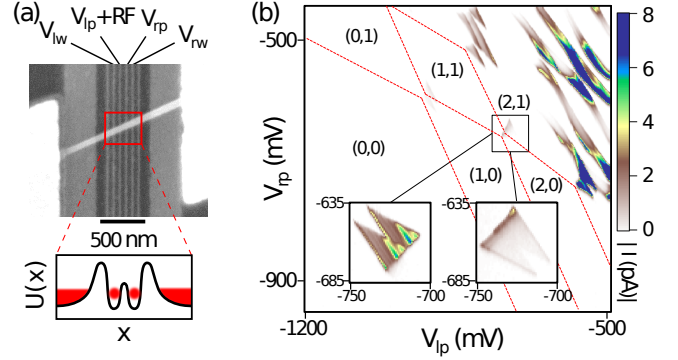 (a)
V_lp+RF
V_lw
V_rp
V_rw
500 nm
U(x)
x
(b)
-500
-900
V_rp (mV)
(0,1)
(1,1)
(2,1)
(0,0)
(1,0)
(2,0)
-635
-685
-750
-700
-635
-685
-750
-700
-1200
-500
V_lp (mV)
8
6
4
2
0
| I (pA)|